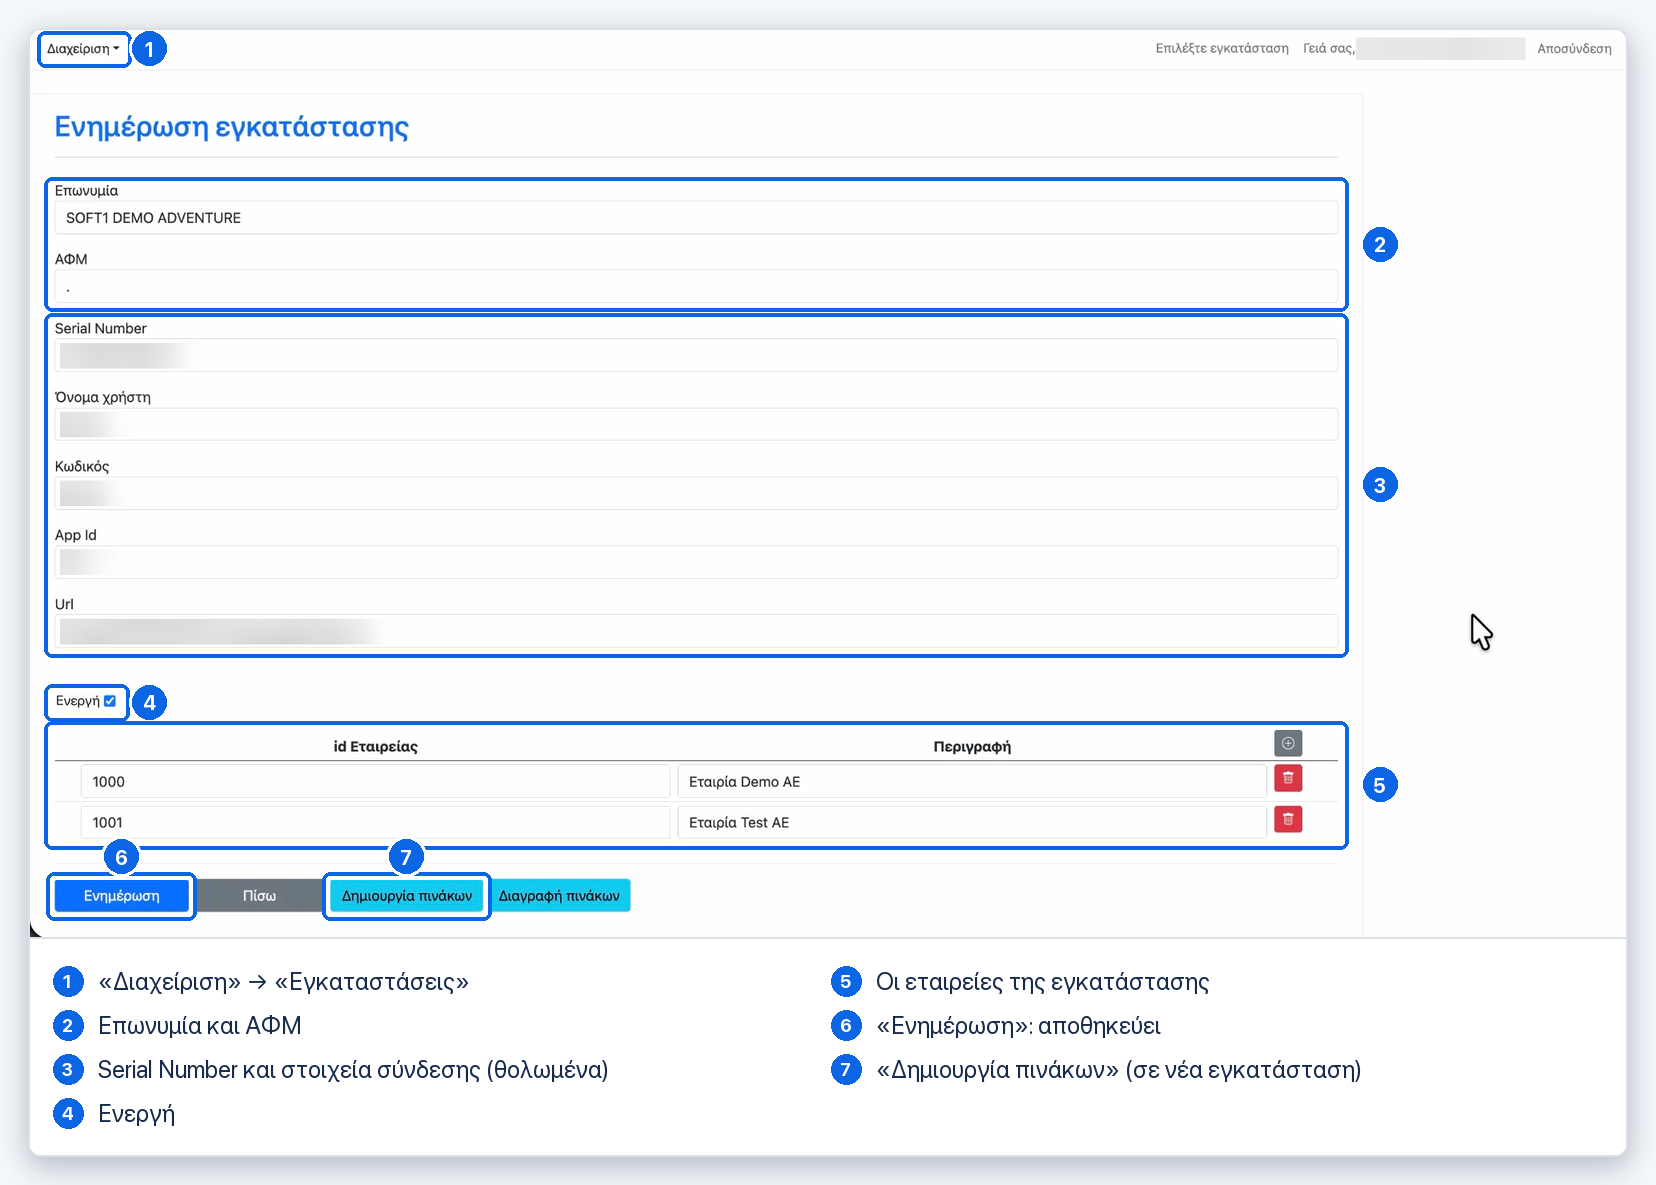 Διαχείριση
1
Επιλέξτε εγκατάσταση Γειά σας, Αποσύνδεση
Ενημέρωση εγκατάστασης
Επωνυμία
SOFT1 DEMO ADVENTURE
2
ΑΦΜ
.
Serial Number
Όνομα χρήστη
Κωδικός
3
App Id
Url
Ενεργή
4
id Εταιρείας Περιγραφή
1000 Εταιρία Demo ΑΕ
5
1001 Εταιρία Test ΑΕ
6 7
Ενημέρωση Πίσω Δημιουργία πινάκων Διαγραφή πινάκων
1 «Διαχείριση» → «Εγκαταστάσεις»
2 Επωνυμία και ΑΦΜ
3 Serial Number και στοιχεία σύνδεσης (θολωμένα)
4 Ενεργή
5 Οι εταιρείες της εγκατάστασης
6 «Ενημέρωση»: αποθηκεύει
7 «Δημιουργία πινάκων» (σε νέα εγκατάσταση)